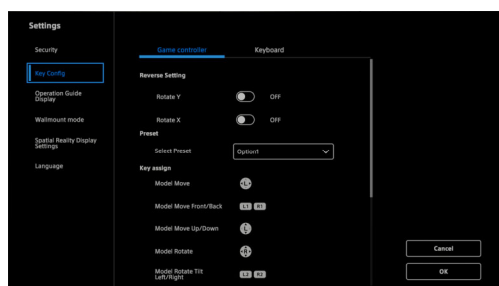 Settings
Security
Key Config
Operation Guide
Display
Wallmount mode
Spatial Reality Display
Settings
Language
Game controller
Keyboard
Reverse Setting
Rotate Y
OFF
Rotate X
OFF
Preset
Select Preset
Option1
Key assign
Model Move
L
Model Move Front/Back
L1 R1
Model Move Up/Down
L
Model Rotate
R
Model Rotate Tilt
Left/Right
L2 R2
Cancel
OK